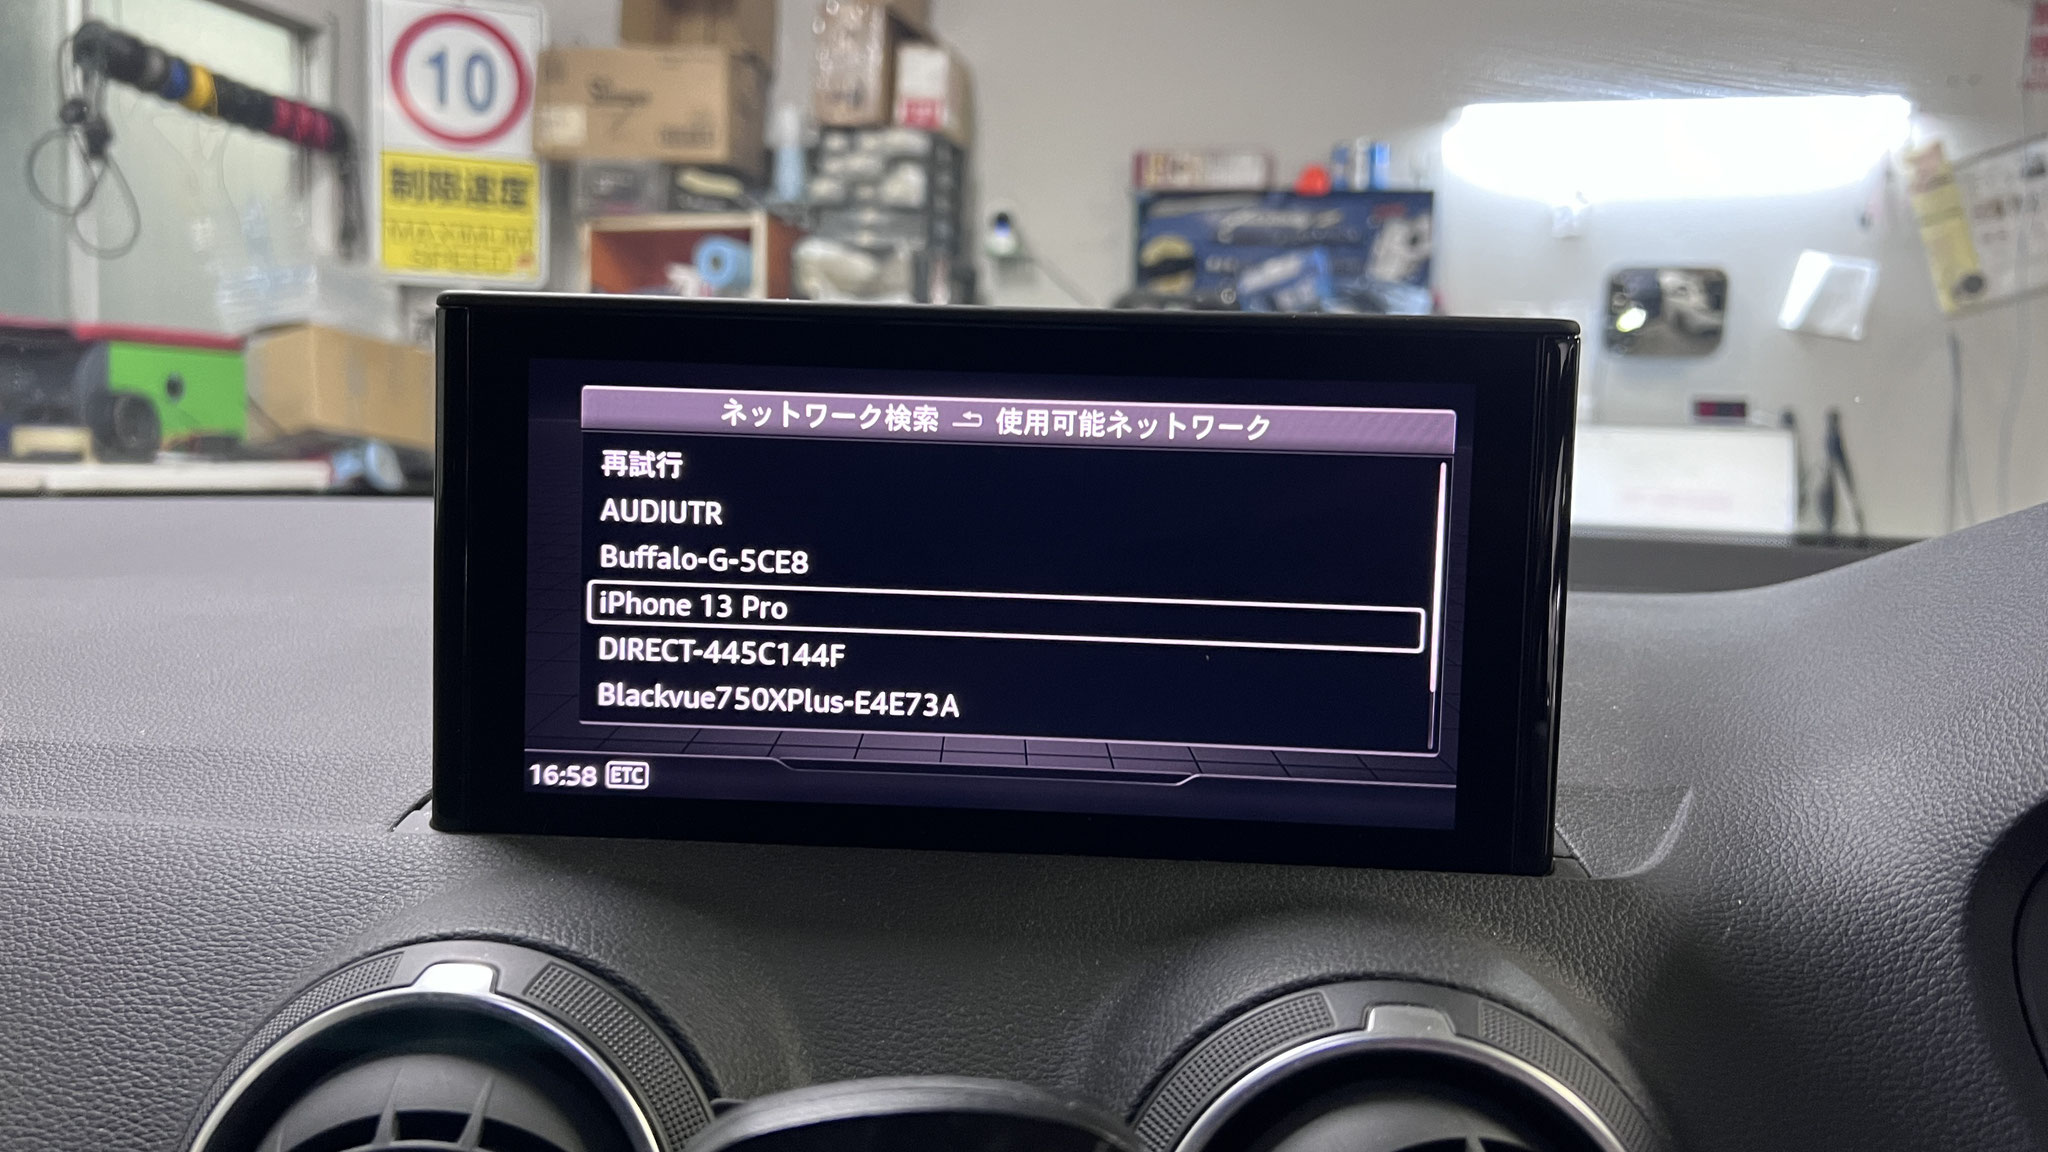 10
制限速度
MAXIMUM
SPEED
ネットワーク検索 ⮌ 使用可能ネットワーク
再試行
AUDIUTR
Buffalo-G-5CE8
iPhone 13 Pro
DIRECT-445C144F
Blackvue750XPlus-E4E73A
16:58 ETC